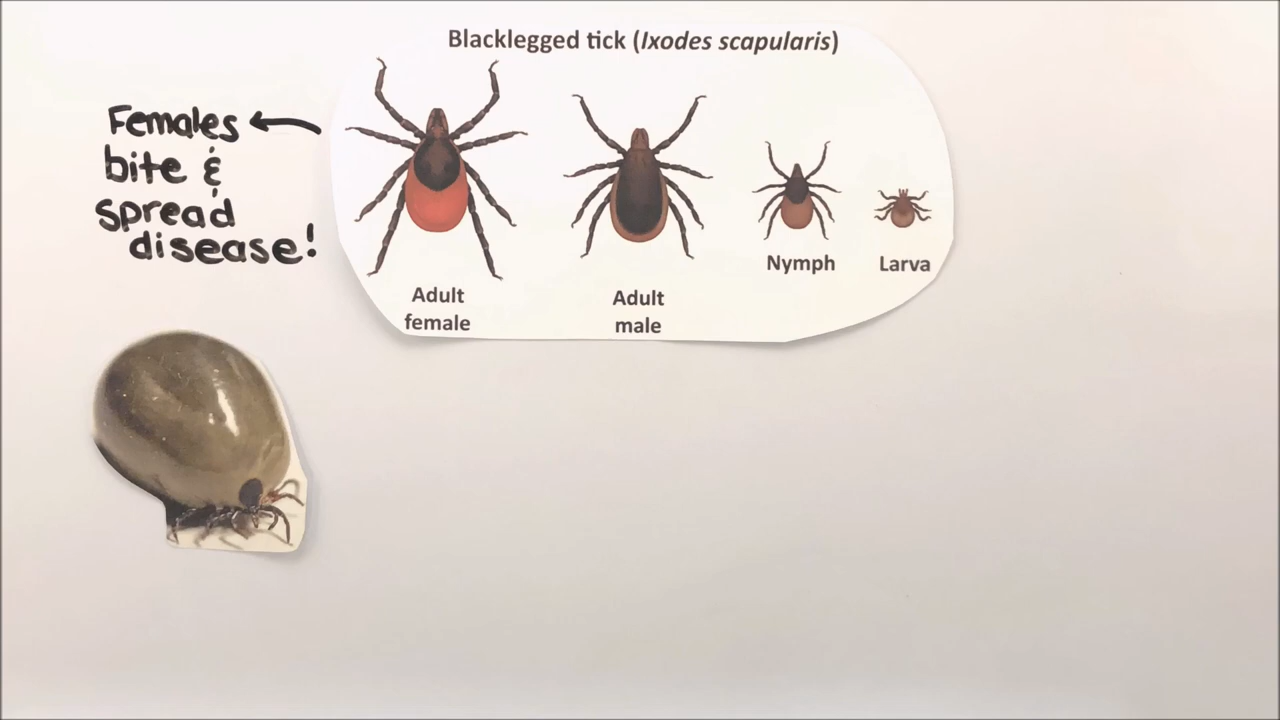 Blacklegged tick (Ixodes scapularis)
Females
bite &
spread
disease!
Adult
female
Adult
male
Nymph
Larva